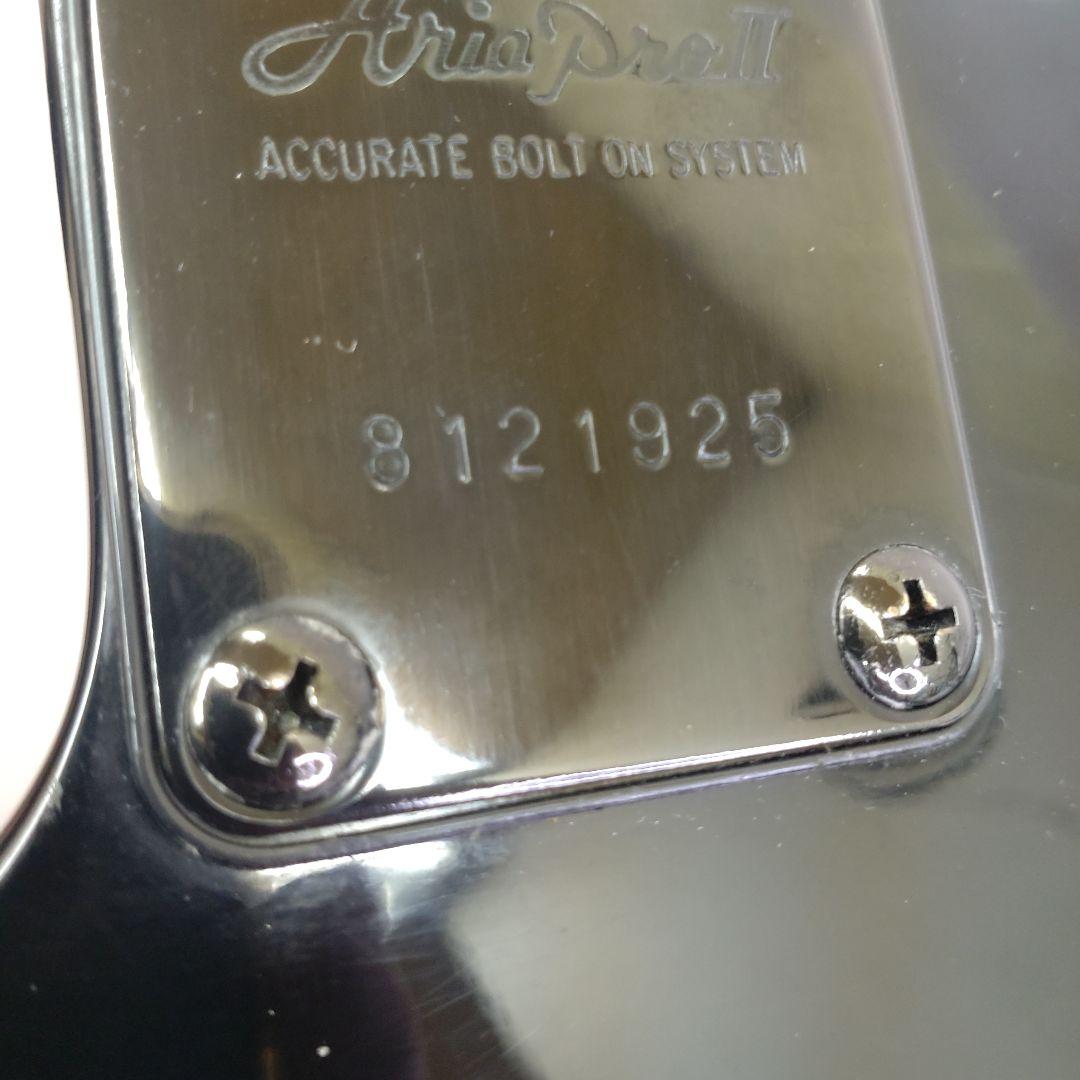 Aria Pro II
ACCURATE BOLT ON SYSTEM
8121925